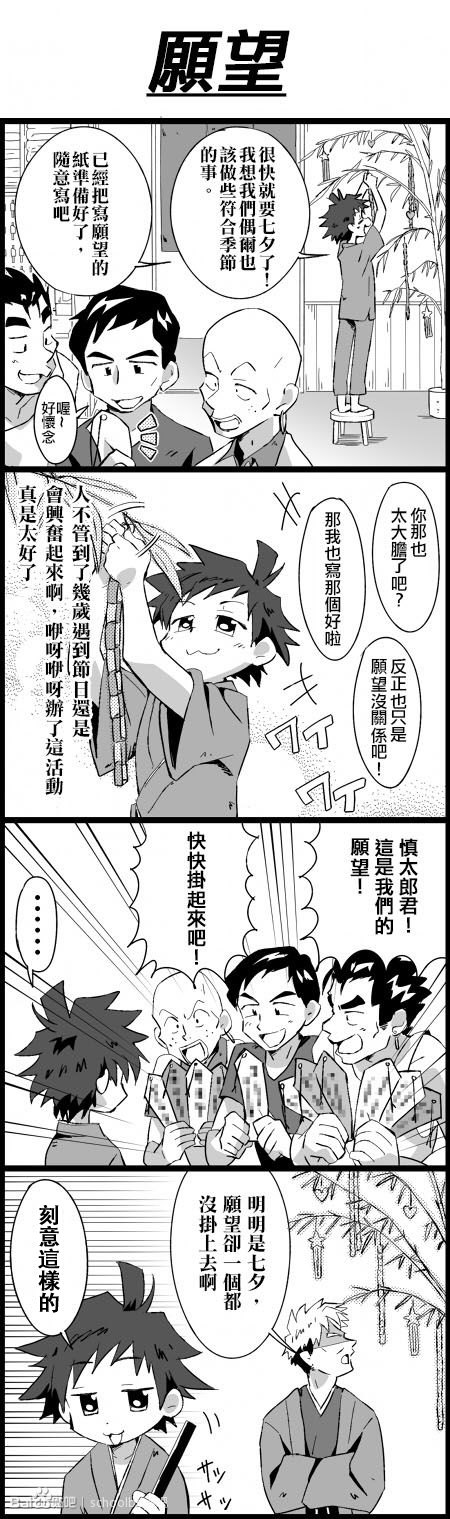 願望
很快就要七夕了!
我想我們偶爾也
該做些符合季節
的事。
已經把寫願望的
紙準備好了，
隨意寫吧
喔~
好懷念
你那也
太大膽了吧?
那我也寫那個好啦
反正也只是
願望沒關係吧!
ワイ
ワイ
人不管到了幾歲遇到節日還是
會興奮起來啊，咿呀咿呀辦了這活動
真是太好了
慎太郎君!
這是我們的
願望!
快快掛起來吧!
・・・・・
明明是七夕，
願望卻一個都
沒掛上去啊
刻意這樣的
サッ
サッ
Bai
贴吧